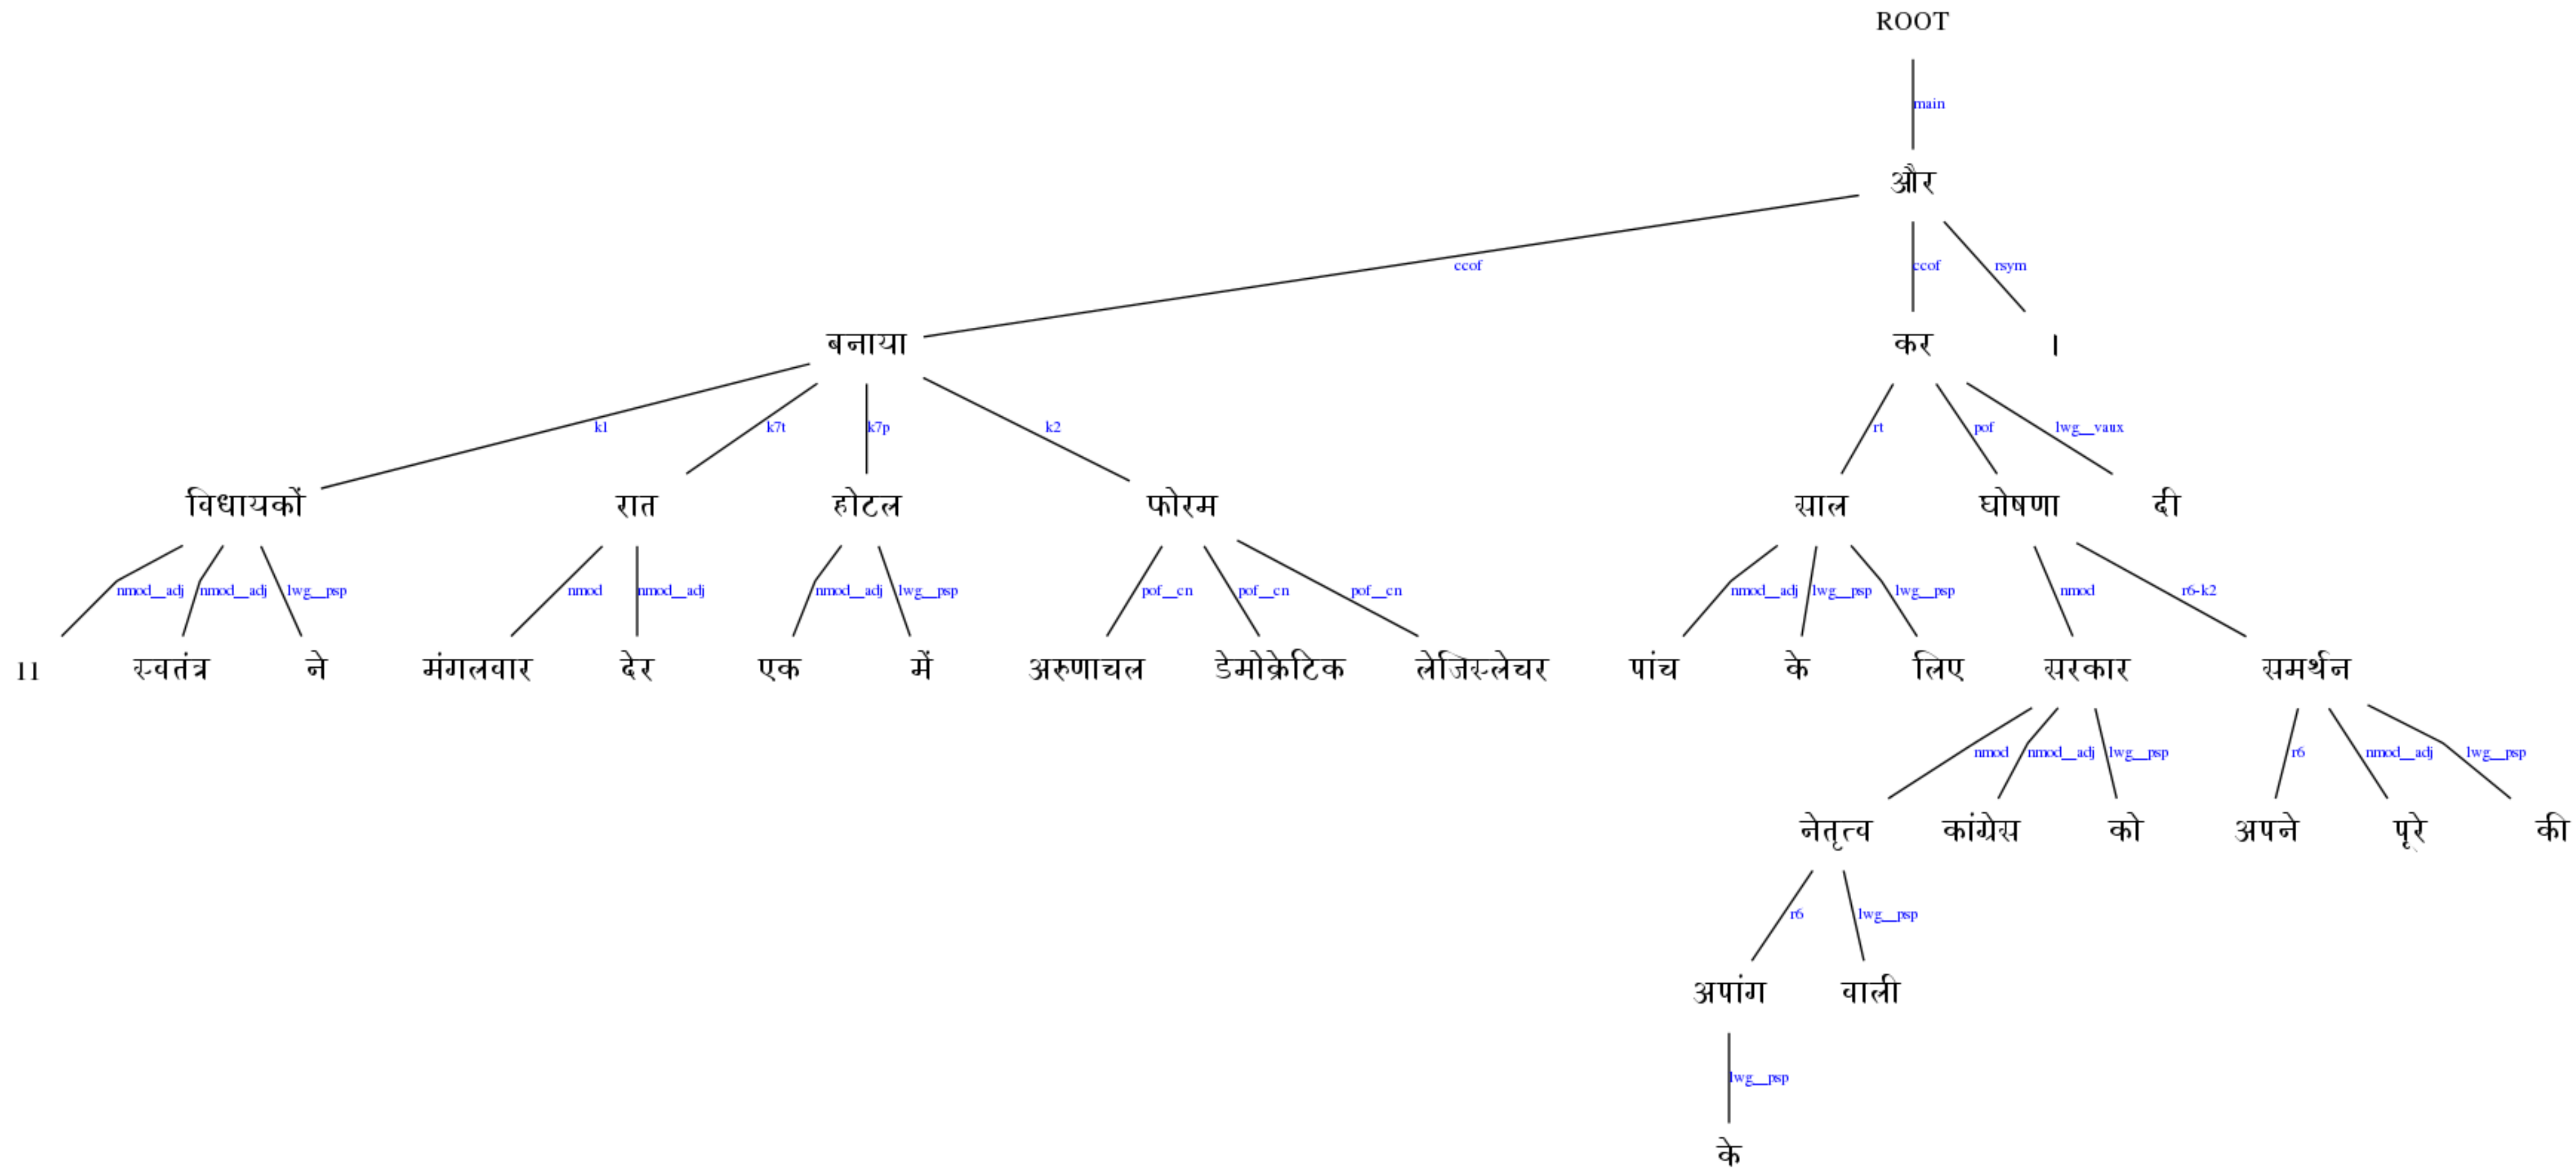 ROOT
main
और
ccof ccof rsym
बनाया कर ।
k1 k7t k7p k2 rt pof lwg__vaux
विधायकों रात होटल फोरम साल घोषणा दी
nmod__adj nmod__adj lwg__psp nmod nmod__adj nmod__adj lwg__psp pof__cn pof__cn pof__cn nmod__adj lwg__psp lwg__psp nmod r6-k2
11 स्वतंत्र ने मंगलवार देर एक में अरुणाचल डेमोक्रेटिक लेजिस्लेचर पांच के लिए सरकार समर्थन
nmod nmod__adj lwg__psp r6 nmod__adj lwg__psp
नेतृत्व कांग्रेस को अपने पूरे की
r6 lwg__psp
अपांग वाली
lwg__psp
के